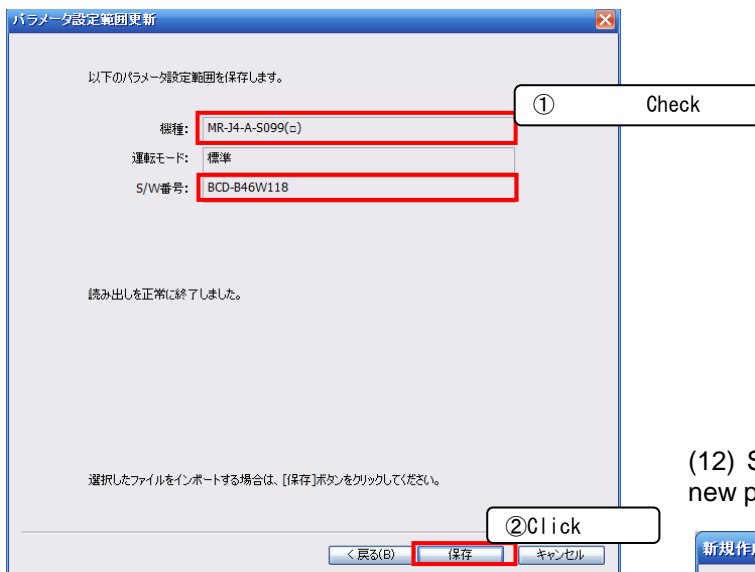 パラメータ設定範囲更新
以下のパラメータ設定範囲を保存します。
① Check
機種: MR-J4-A-S099(□)
運転モード: 標準
S/W番号: BCD-B46W118
読み出しを正常に終了しました。
選択したファイルをインポートする場合は、[保存]ボタンをクリックしてください。
②Click
< 戻る(B) 保存 キャンセル
(12) S
new p
新規作